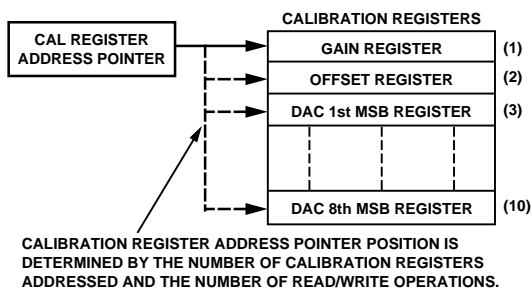 CALIBRATION REGISTERS
CAL REGISTER
ADDRESS POINTER
GAIN REGISTER (1)
OFFSET REGISTER (2)
DAC 1st MSB REGISTER (3)
DAC 8th MSB REGISTER (10)
CALIBRATION REGISTER ADDRESS POINTER POSITION IS
DETERMINED BY THE NUMBER OF CALIBRATION REGISTERS
ADDRESSED AND THE NUMBER OF READ/WRITE OPERATIONS.